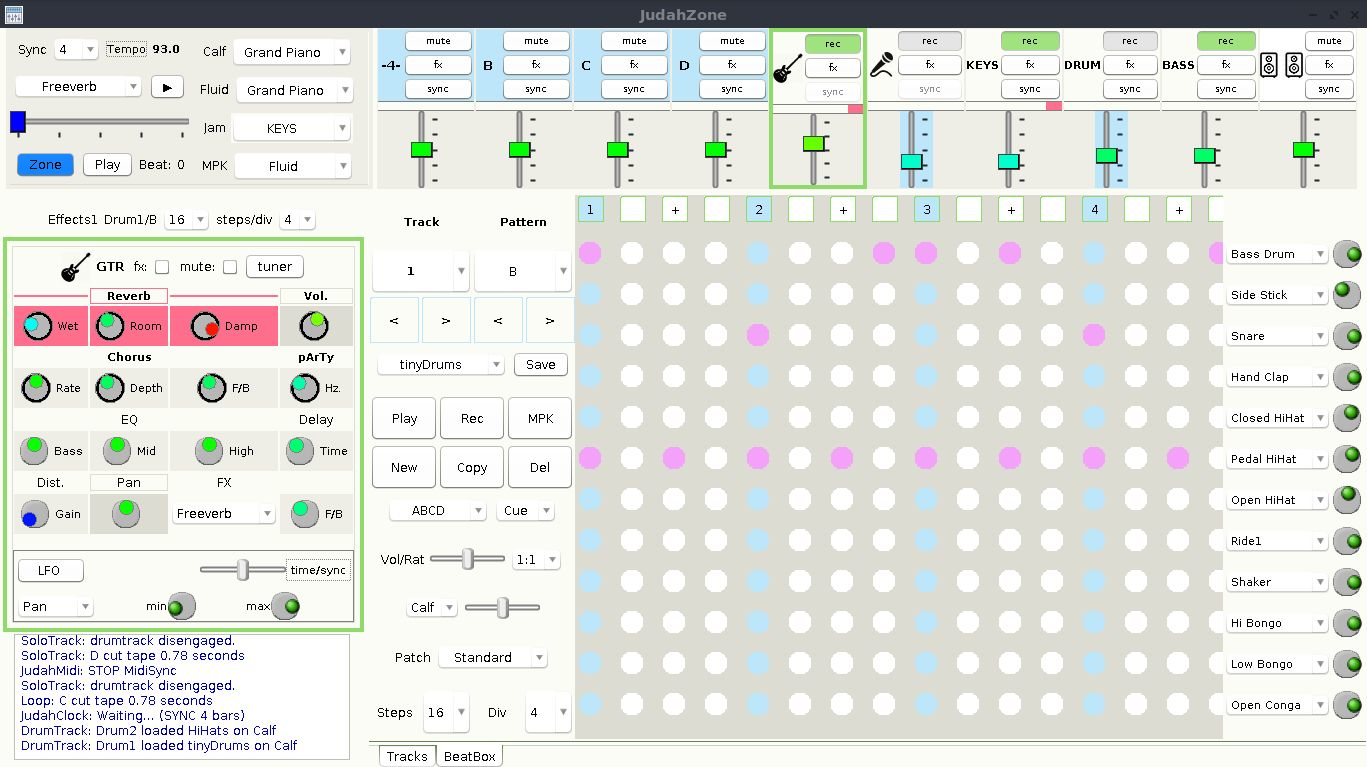 JudahZone
Sync 4 Tempo 93.0 Calf Grand Piano
Freeverb Fluid Grand Piano
Jam KEYS
Zone Play Beat: 0 MPK Fluid
mute mute mute mute rec rec rec rec rec mute
-4- fx B fx C fx D fx fx fx KEYS fx DRUM fx BASS fx fx
sync sync sync sync sync sync sync sync sync sync
Effects1 Drum1/B 16 steps/div 4
GTR fx: mute: tuner
Reverb Vol.
Wet Room Damp
Chorus pArTy
Rate Depth F/B Hz.
EQ Delay
Bass Mid High Time
Dist. Pan FX
Gain Freeverb F/B
LFO time/sync
Pan min max
SoloTrack: drumtrack disengaged.
SoloTrack: D cut tape 0.78 seconds
JudahMidi: STOP MidiSync
SoloTrack: drumtrack disengaged.
Loop: C cut tape 0.78 seconds
JudahClock: Waiting... (SYNC 4 bars)
DrumTrack: Drum2 loaded HiHats on Calf
DrumTrack: Drum1 loaded tinyDrums on Calf
Track Pattern
1 B
< > < >
tinyDrums Save
Play Rec MPK
New Copy Del
ABCD Cue
Vol/Rat 1:1
Calf
Patch Standard
Steps 16 Div 4
Tracks BeatBox
1 + 2 + 3 + 4 +
Bass Drum
Side Stick
Snare
Hand Clap
Closed HiHat
Pedal HiHat
Open HiHat
Ride1
Shaker
Hi Bongo
Low Bongo
Open Conga